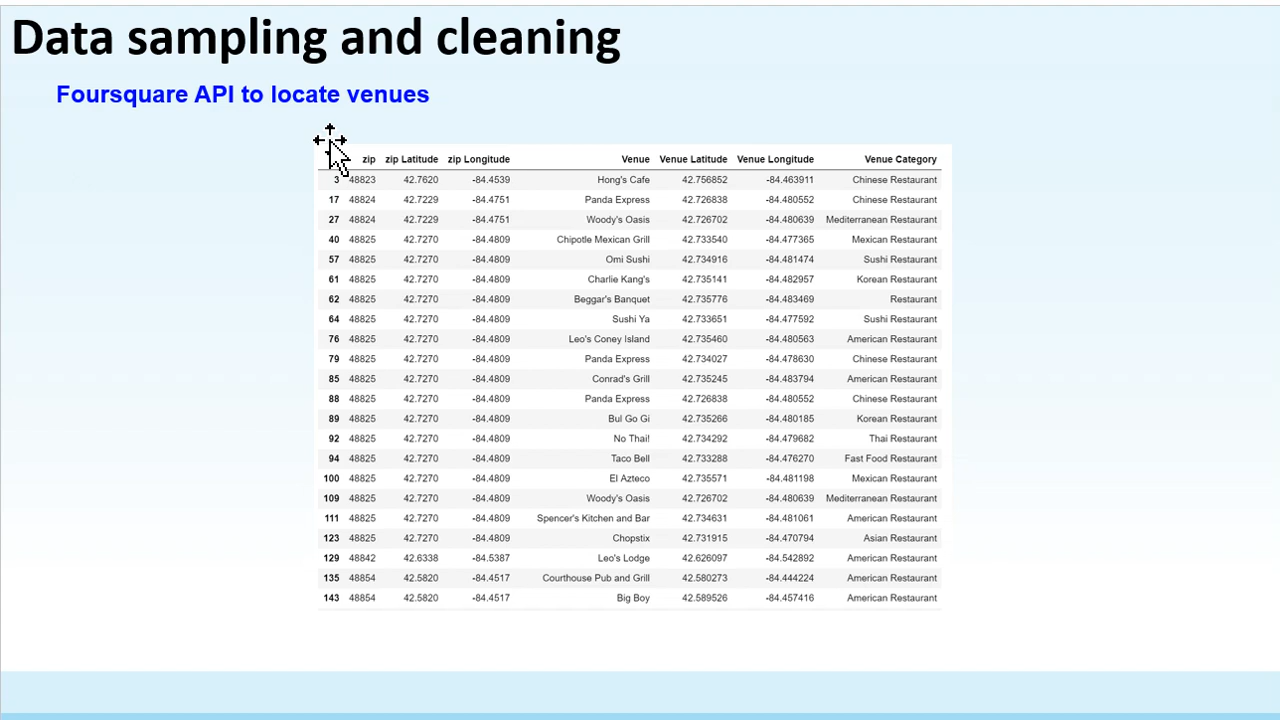 Data sampling and cleaning
Foursquare API to locate venues
zip zip Latitude zip Longitude Venue Venue Latitude Venue Longitude Venue Category
3 48823 42.7620 -84.4539 Hong's Cafe 42.756852 -84.463911 Chinese Restaurant
17 48824 42.7229 -84.4751 Panda Express 42.726838 -84.480552 Chinese Restaurant
27 48824 42.7229 -84.4751 Woody's Oasis 42.726702 -84.480639 Mediterranean Restaurant
40 48825 42.7270 -84.4809 Chipotle Mexican Grill 42.733540 -84.477365 Mexican Restaurant
57 48825 42.7270 -84.4809 Omi Sushi 42.734916 -84.481474 Sushi Restaurant
61 48825 42.7270 -84.4809 Charlie Kang's 42.735141 -84.482957 Korean Restaurant
62 48825 42.7270 -84.4809 Beggar's Banquet 42.735776 -84.483469 Restaurant
64 48825 42.7270 -84.4809 Sushi Ya 42.733651 -84.477592 Sushi Restaurant
76 48825 42.7270 -84.4809 Leo's Coney Island 42.735460 -84.480563 American Restaurant
79 48825 42.7270 -84.4809 Panda Express 42.734027 -84.478630 Chinese Restaurant
85 48825 42.7270 -84.4809 Conrad's Grill 42.735245 -84.483794 American Restaurant
88 48825 42.7270 -84.4809 Panda Express 42.726838 -84.480552 Chinese Restaurant
89 48825 42.7270 -84.4809 Bul Go Gi 42.735266 -84.480185 Korean Restaurant
92 48825 42.7270 -84.4809 No Thai! 42.734292 -84.479682 Thai Restaurant
94 48825 42.7270 -84.4809 Taco Bell 42.733288 -84.476270 Fast Food Restaurant
100 48825 42.7270 -84.4809 El Azteco 42.735571 -84.481198 Mexican Restaurant
109 48825 42.7270 -84.4809 Woody's Oasis 42.726702 -84.480639 Mediterranean Restaurant
111 48825 42.7270 -84.4809 Spencer's Kitchen and Bar 42.734631 -84.481061 American Restaurant
123 48825 42.7270 -84.4809 Chopstix 42.731915 -84.470794 Asian Restaurant
129 48842 42.6338 -84.5387 Leo's Lodge 42.626097 -84.542892 American Restaurant
135 48854 42.5820 -84.4517 Courthouse Pub and Grill 42.580273 -84.444224 American Restaurant
143 48854 42.5820 -84.4517 Big Boy 42.589526 -84.457416 American Restaurant